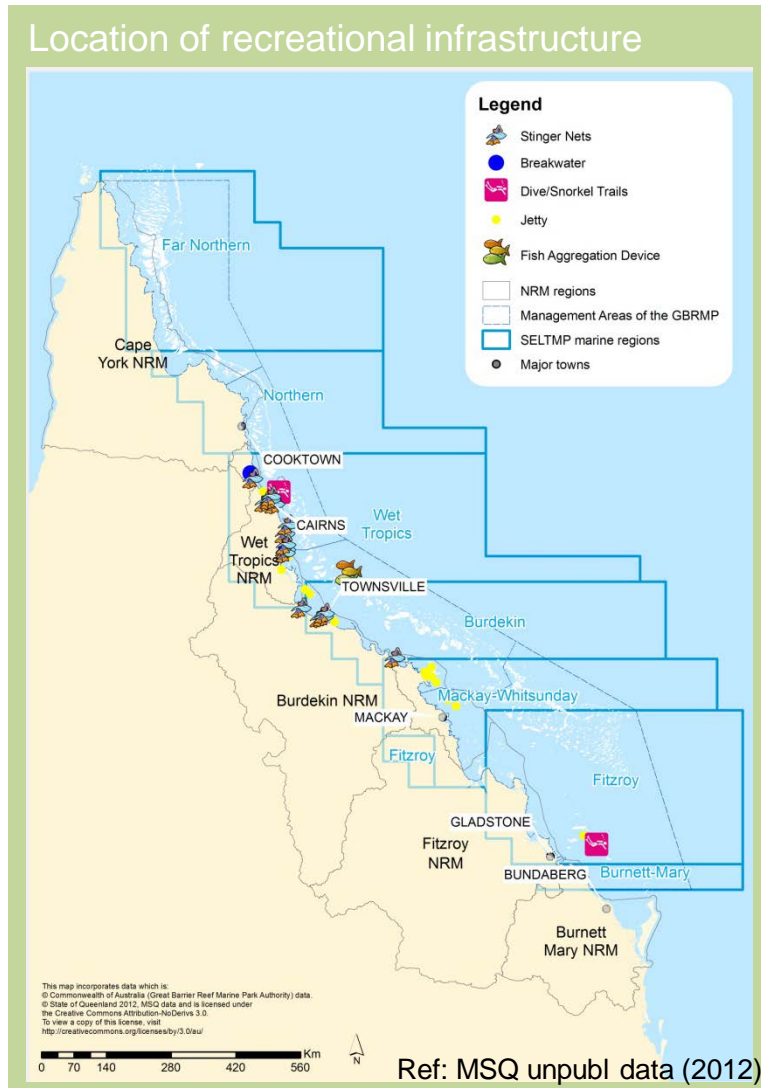 Location of recreational infrastructure
Legend
Stinger Nets
Breakwater
Dive/Snorkel Trails
Jetty
Fish Aggregation Device
NRM regions
Management Areas of the GBRMP
SELTMP marine regions
Major towns
Far Northern
Cape
York NRM
Northern
COOKTOWN
CAIRNS
Wet
Tropics
Wet
Tropics
NRM
TOWNSVILLE
Burdekin
Burdekin NRM
Mackay-Whitsunday
MACKAY
Fitzroy
Fitzroy
GLADSTONE
Fitzroy
NRM
BUNDABERG
Burnett-Mary
Burnett
Mary NRM
This map incorporates data which is:
© Commonwealth of Australia (Great Barrier Reef Marine Park Authority) data.
© State of Queenland 2012, MSQ data and is licensed under
the Creative Commons Attribution-NoDerivs 3.0.
To view a copy of this license, visit
http://creativecommons.org/licenses/by/3.0/au/
Km
0 70 140 280 420 560
N
Ref: MSQ unpubl data (2012)